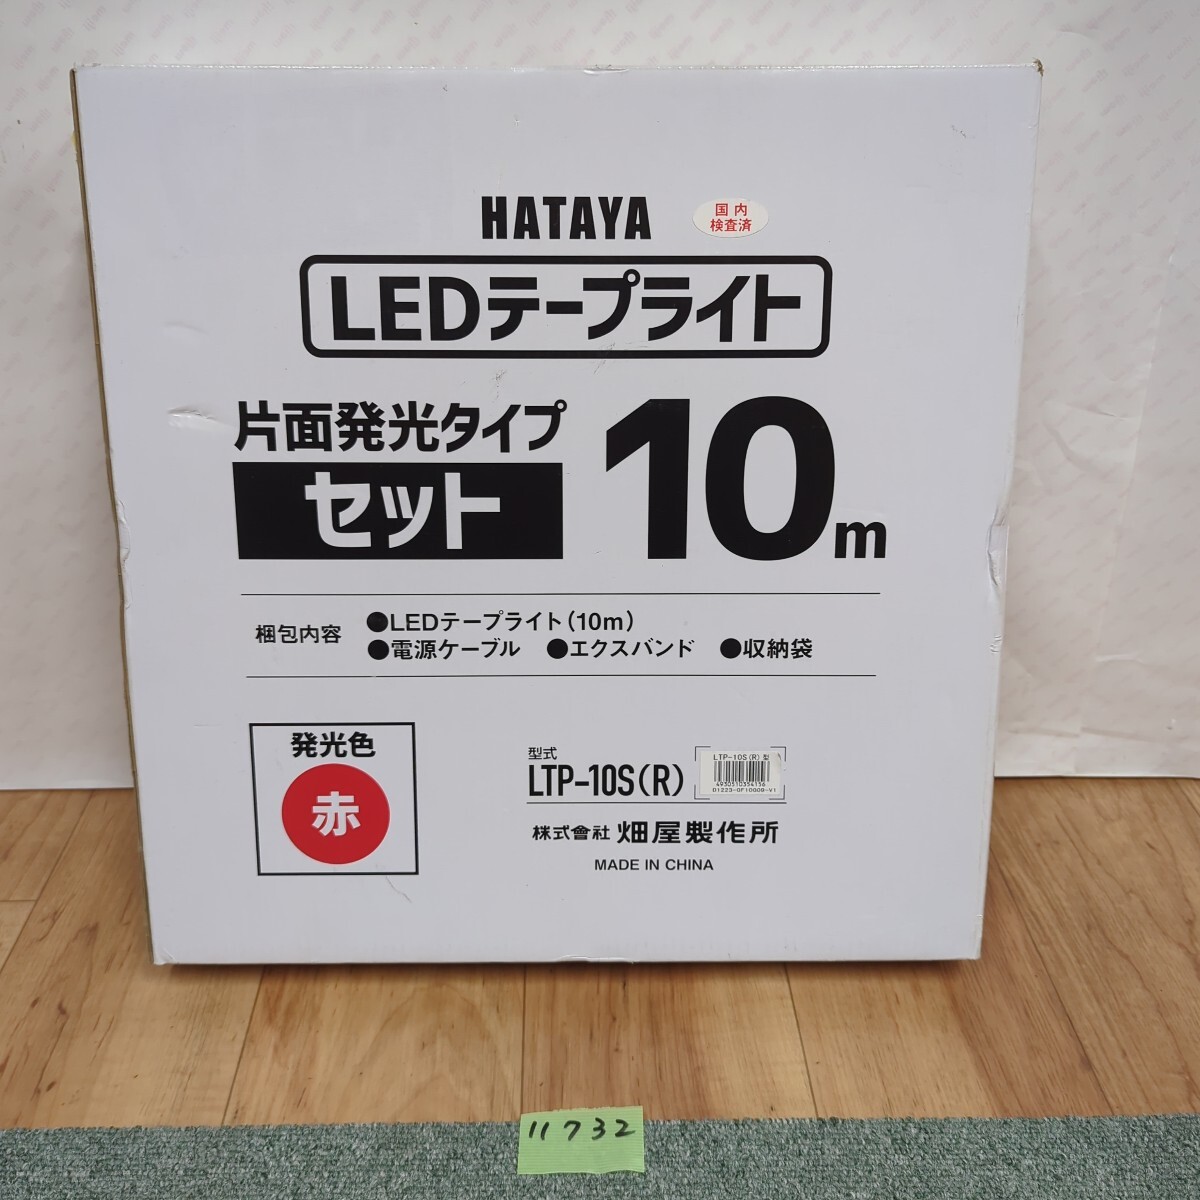 HATAYA
国内
検査済
LEDテープライト
片面発光タイプ
セット
10m
梱包内容
●LEDテープライト(10m)
●電源ケーブル ●エクスバンド ●収納袋
発光色
赤
型式
LTP-10S(R)
LTP-10S(R)型
4930510354156
D1223-0F10009-V1
株式會社 畑屋製作所
MADE IN CHINA
11732